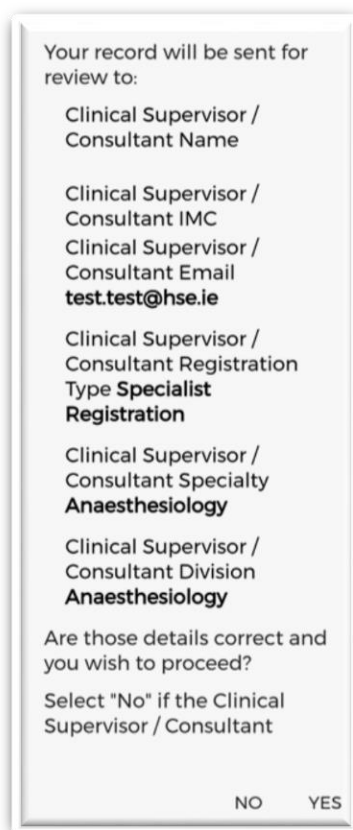 Your record will be sent for
review to:
Clinical Supervisor /
Consultant Name
Clinical Supervisor /
Consultant IMC
Clinical Supervisor /
Consultant Email
test.test@hse.ie
Clinical Supervisor /
Consultant Registration
Type Specialist
Registration
Clinical Supervisor /
Consultant Specialty
Anaesthesiology
Clinical Supervisor /
Consultant Division
Anaesthesiology
Are those details correct and
you wish to proceed?
Select "No" if the Clinical
Supervisor / Consultant
NO YES